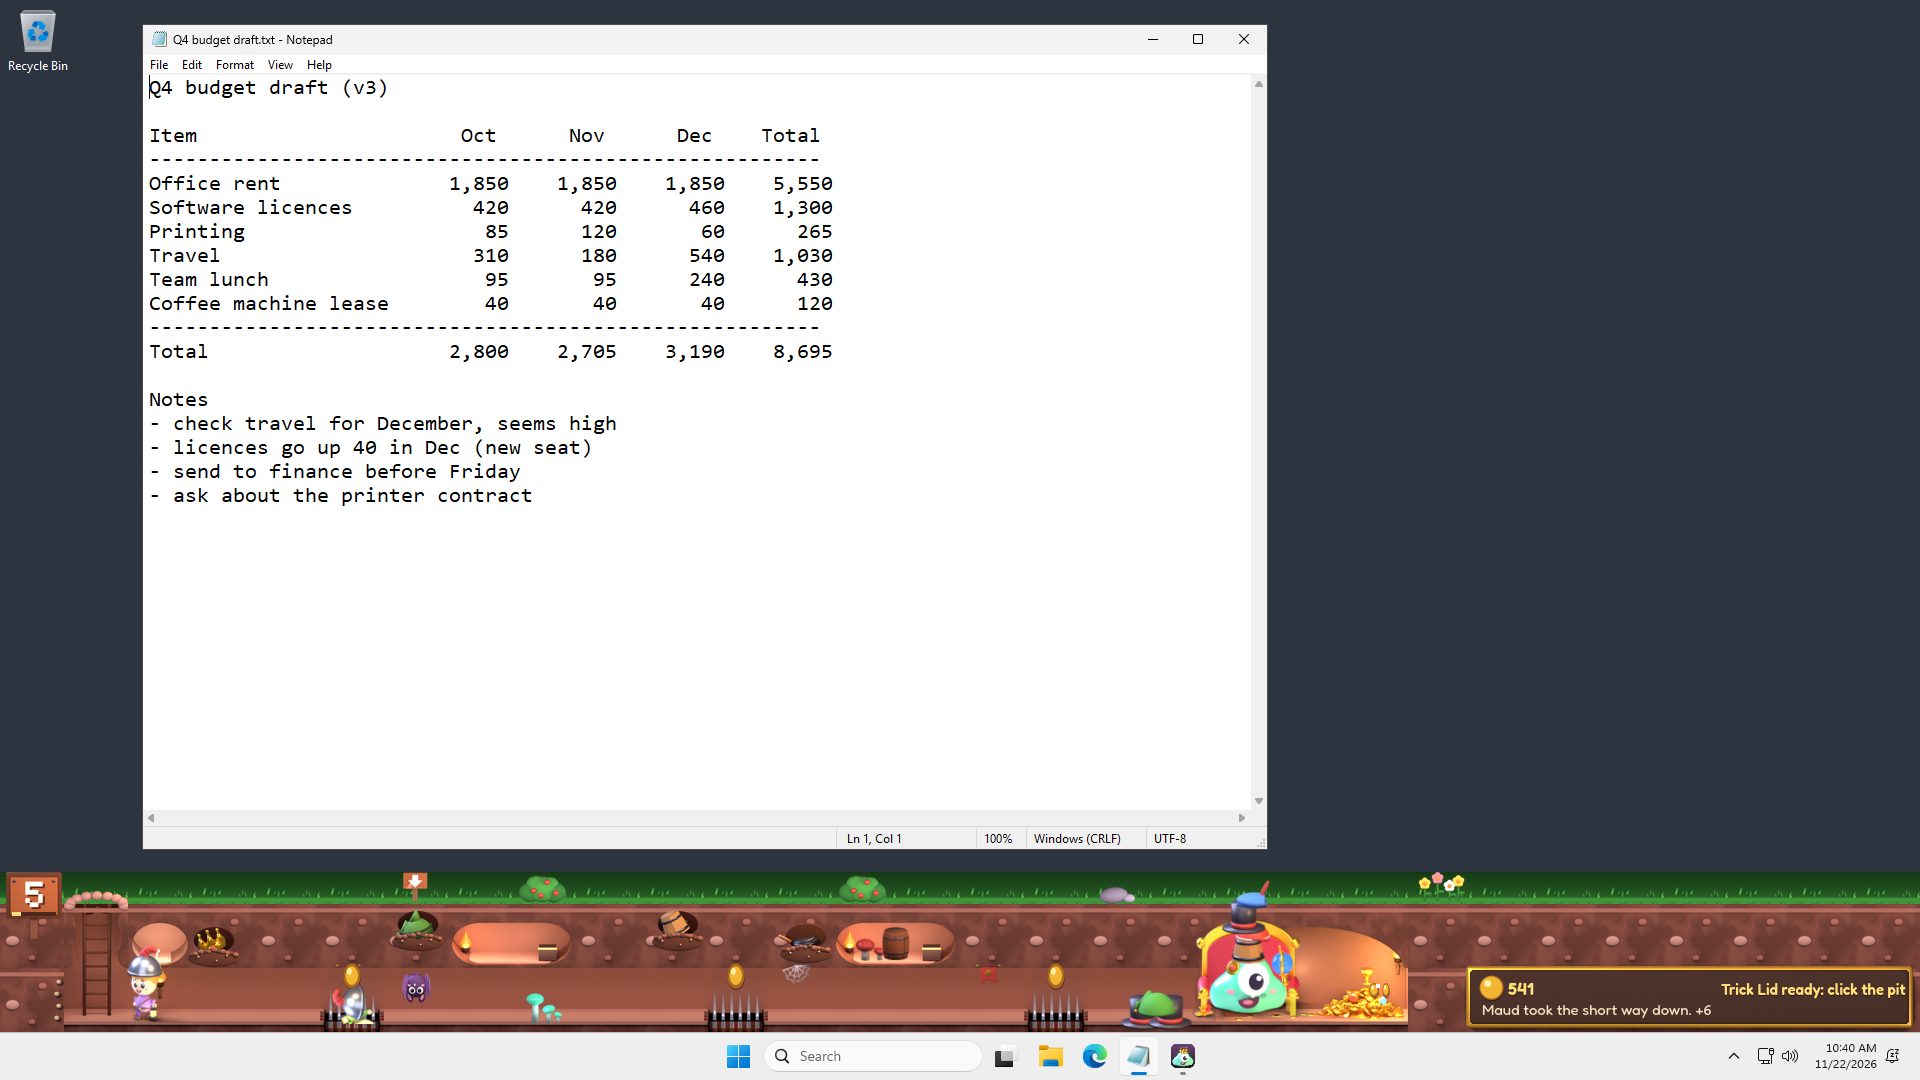 Recycle Bin
Q4 budget draft.txt - Notepad
File Edit Format View Help
Q4 budget draft (v3)
Item Oct Nov Dec Total
--------------------------------------------------------
Office rent 1,850 1,850 1,850 5,550
Software licences 420 420 460 1,300
Printing 85 120 60 265
Travel 310 180 540 1,030
Team lunch 95 95 240 430
Coffee machine lease 40 40 40 120
--------------------------------------------------------
Total 2,800 2,705 3,190 8,695
Notes
- check travel for December, seems high
- licences go up 40 in Dec (new seat)
- send to finance before Friday
- ask about the printer contract
Ln 1, Col 1 100% Windows (CRLF) UTF-8
5
541 Trick Lid ready: click the pit
Maud took the short way down. +6
Search
10:40 AM
11/22/2026